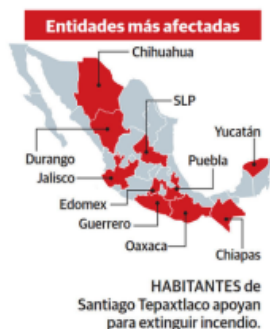 Entidades más afectadas
Chihuahua
SLP
Yucatán
Durango
Puebla
Jalisco
Edomex
Guerrero
Oaxaca
Chiapas
HABITANTES de
Santiago Tepaxtlaco apoyan
para extinguir incendio.